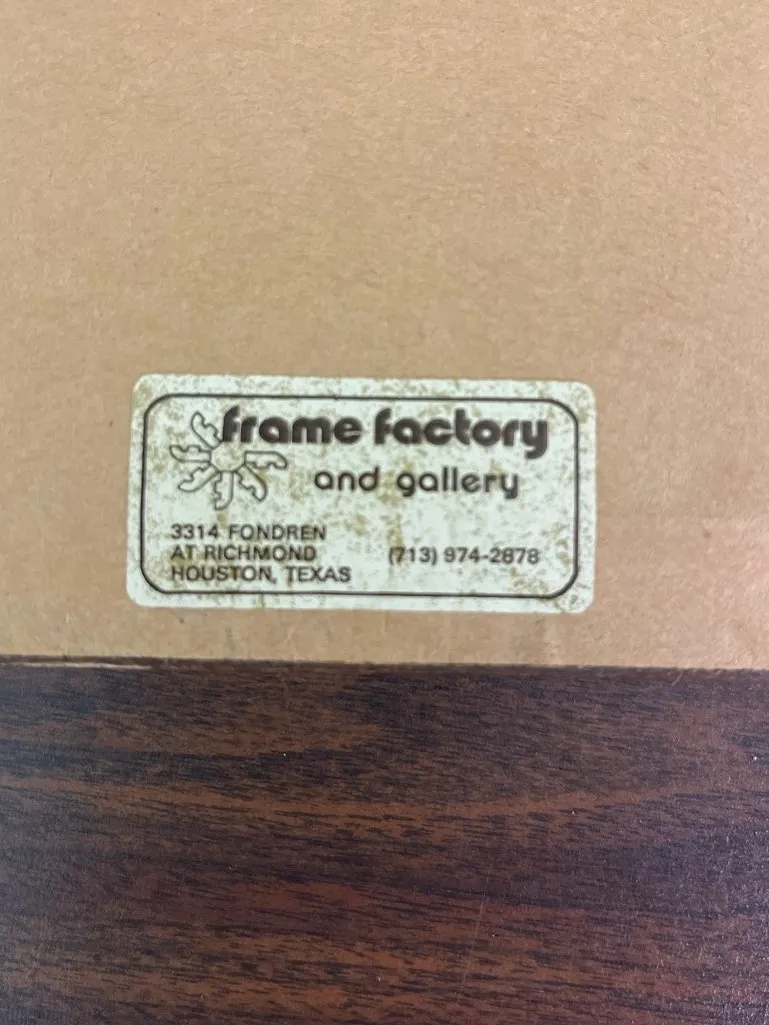 frame factory
and gallery
3314 FONDREN
AT RICHMOND (713) 974-2878
HOUSTON, TEXAS